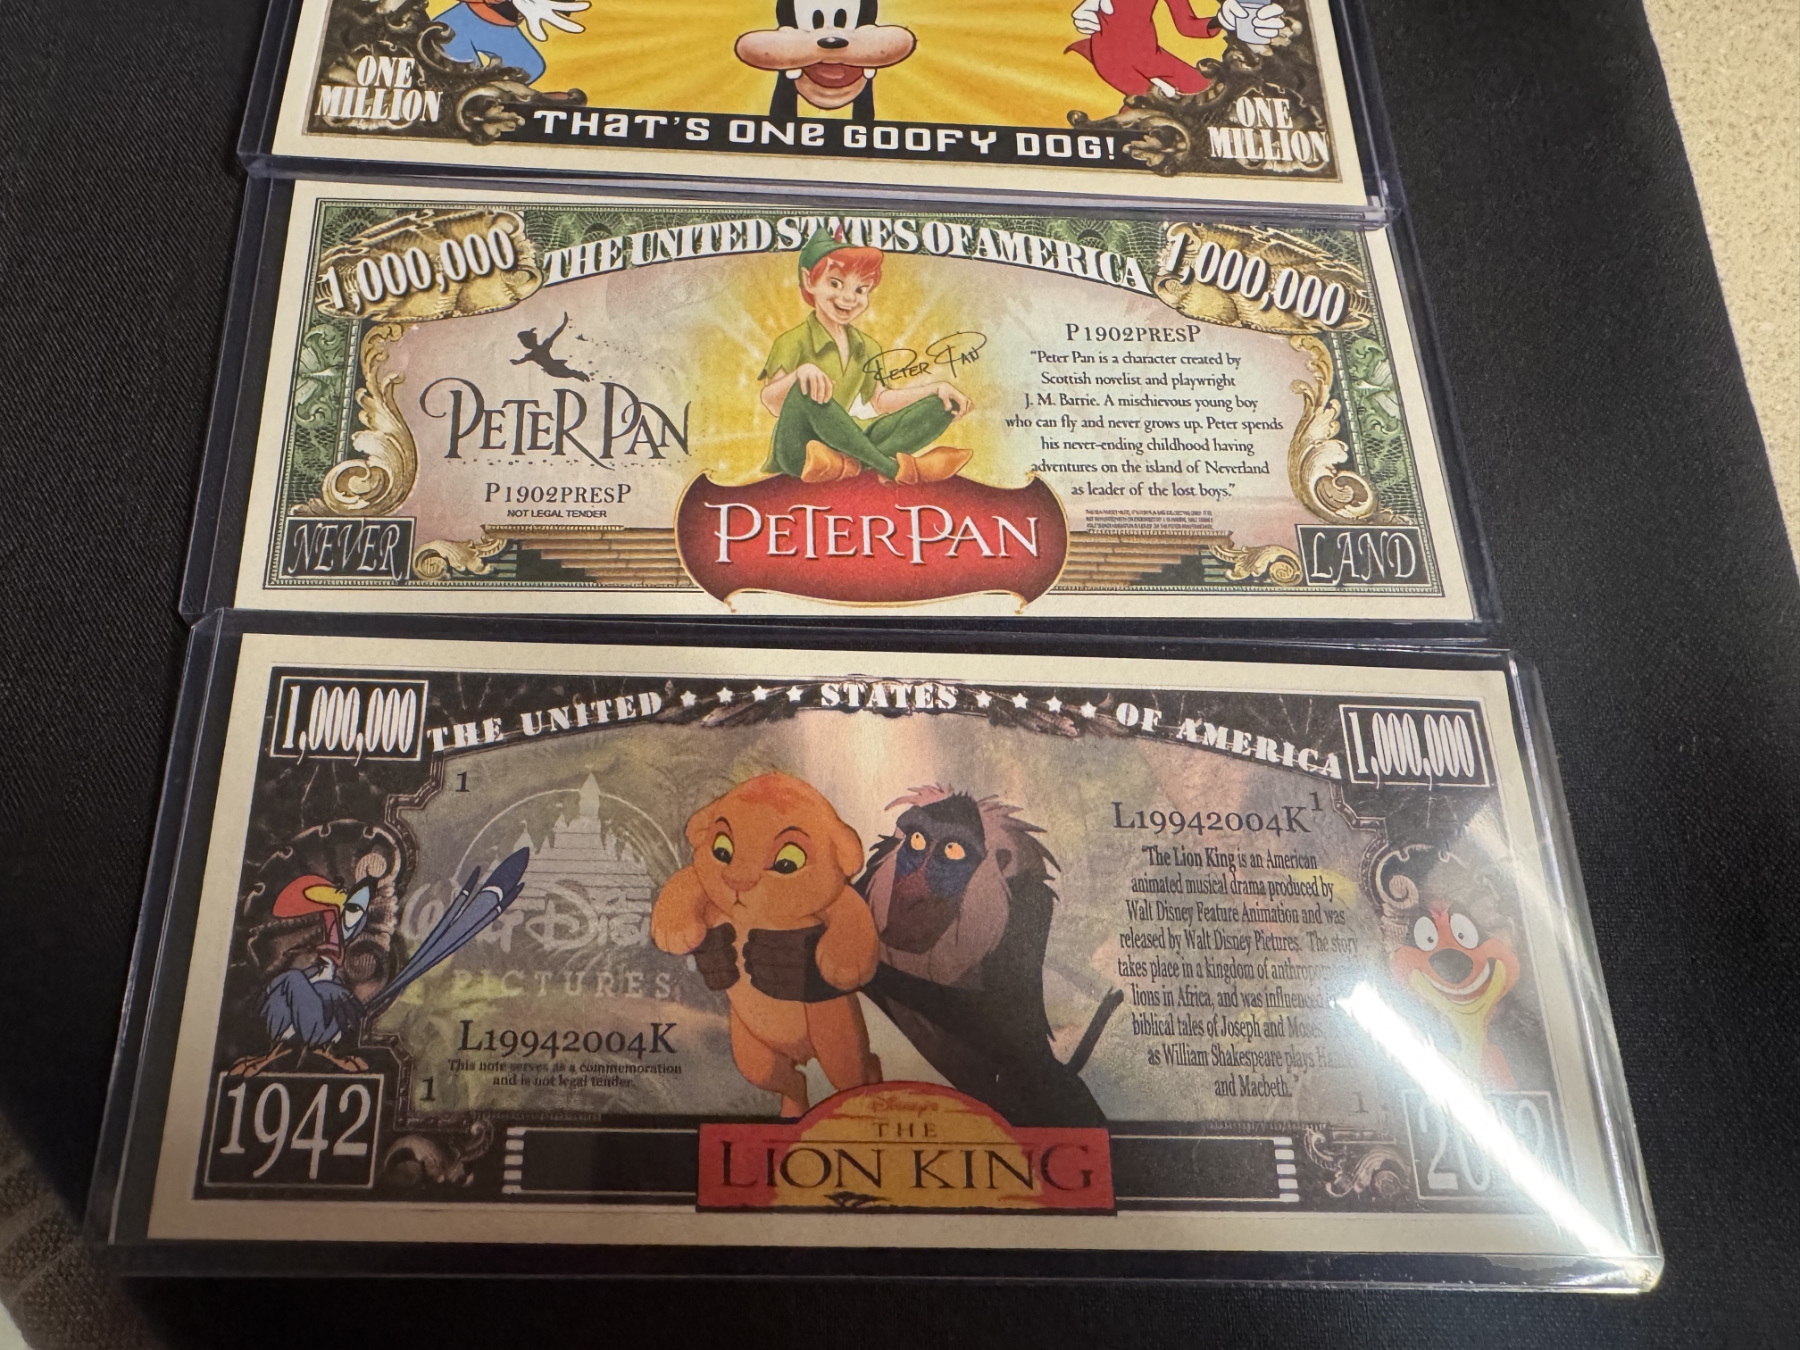 ONE
MILLION
THAT'S ONE GOOFY DOG!
ONE
MILLION
1,000,000
THE UNITED STATES OF AMERICA
1,000,000
PETER PAN
P1902PRESP
NOT LEGAL TENDER
PETER PAN
P1902PRESP
"Peter Pan is a character created by
Scottish novelist and playwright
J. M. Barrie. A mischievous young boy
who can fly and never grows up. Peter spends
his never-ending childhood having
adventures on the island of Neverland
as leader of the lost boys."
NEVER
PETER PAN
LAND
1,000,000
THE UNITED STATES OF AMERICA
1,000,000
1
WALT DISNEY
PICTURES
L19942004K
This note serves as a commemoration
and is not legal tender.
1
1942
L19942004K
1
"The Lion King is an American
animated musical drama produced by
Walt Disney Feature Animation and was
released by Walt Disney Pictures. The story
takes place in a kingdom of
lions in Africa, and was influenced
biblical tales of Joseph and Moses,
as William Shakespeare plays
and Macbeth."
1
Disney's
THE
LION KING